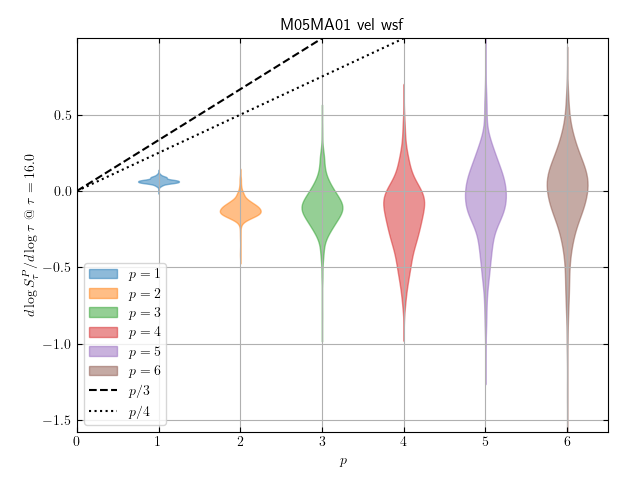 M05MA01 vel wsf
d log S_τ^P / d log τ @ τ = 16.0
0.5
0.0
−0.5
−1.0
−1.5
p = 1
p = 2
p = 3
p = 4
p = 5
p = 6
p/3
p/4
0 1 2 3 4 5 6
p